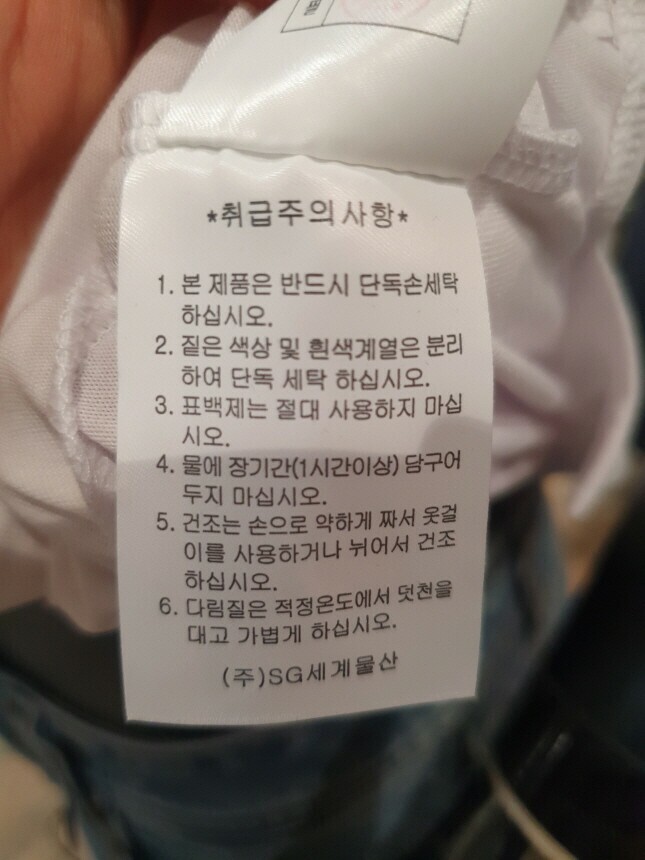 *취급주의사항*
1. 본 제품은 반드시 단독손세탁
하십시오.
2. 짙은 색상 및 흰색계열은 분리
하여 단독 세탁 하십시오.
3. 표백제는 절대 사용하지 마십
시오.
4. 물에 장기간(1시간이상) 담구어
두지 마십시오.
5. 건조는 손으로 약하게 짜서 옷걸
이를 사용하거나 뉘어서 건조
하십시오.
6. 다림질은 적정온도에서 덧천을
대고 가볍게 하십시오.
(주)SG세계물산